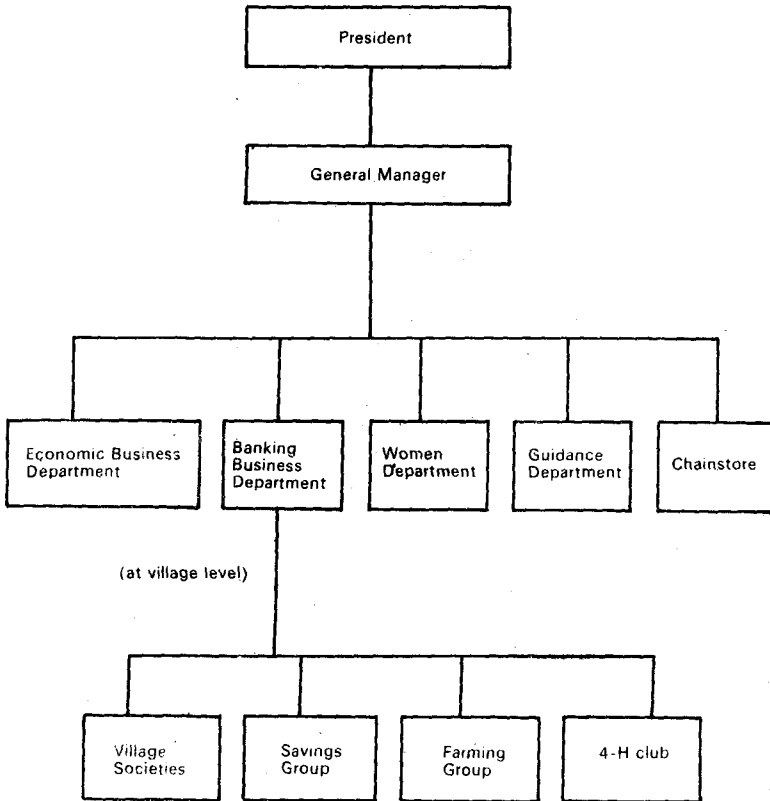 President
General Manager
Economic Business
Department
Banking
Business
Department
Women
Department
Guidance
Department
Chainstore
(at village level)
Village
Societies
Savings
Group
Farming
Group
4-H club